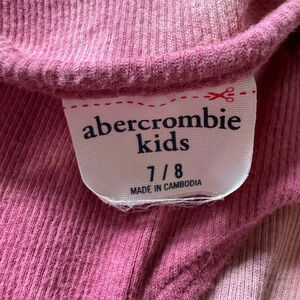 abercrombie
kids
7 / 8
MADE IN CAMBODIA